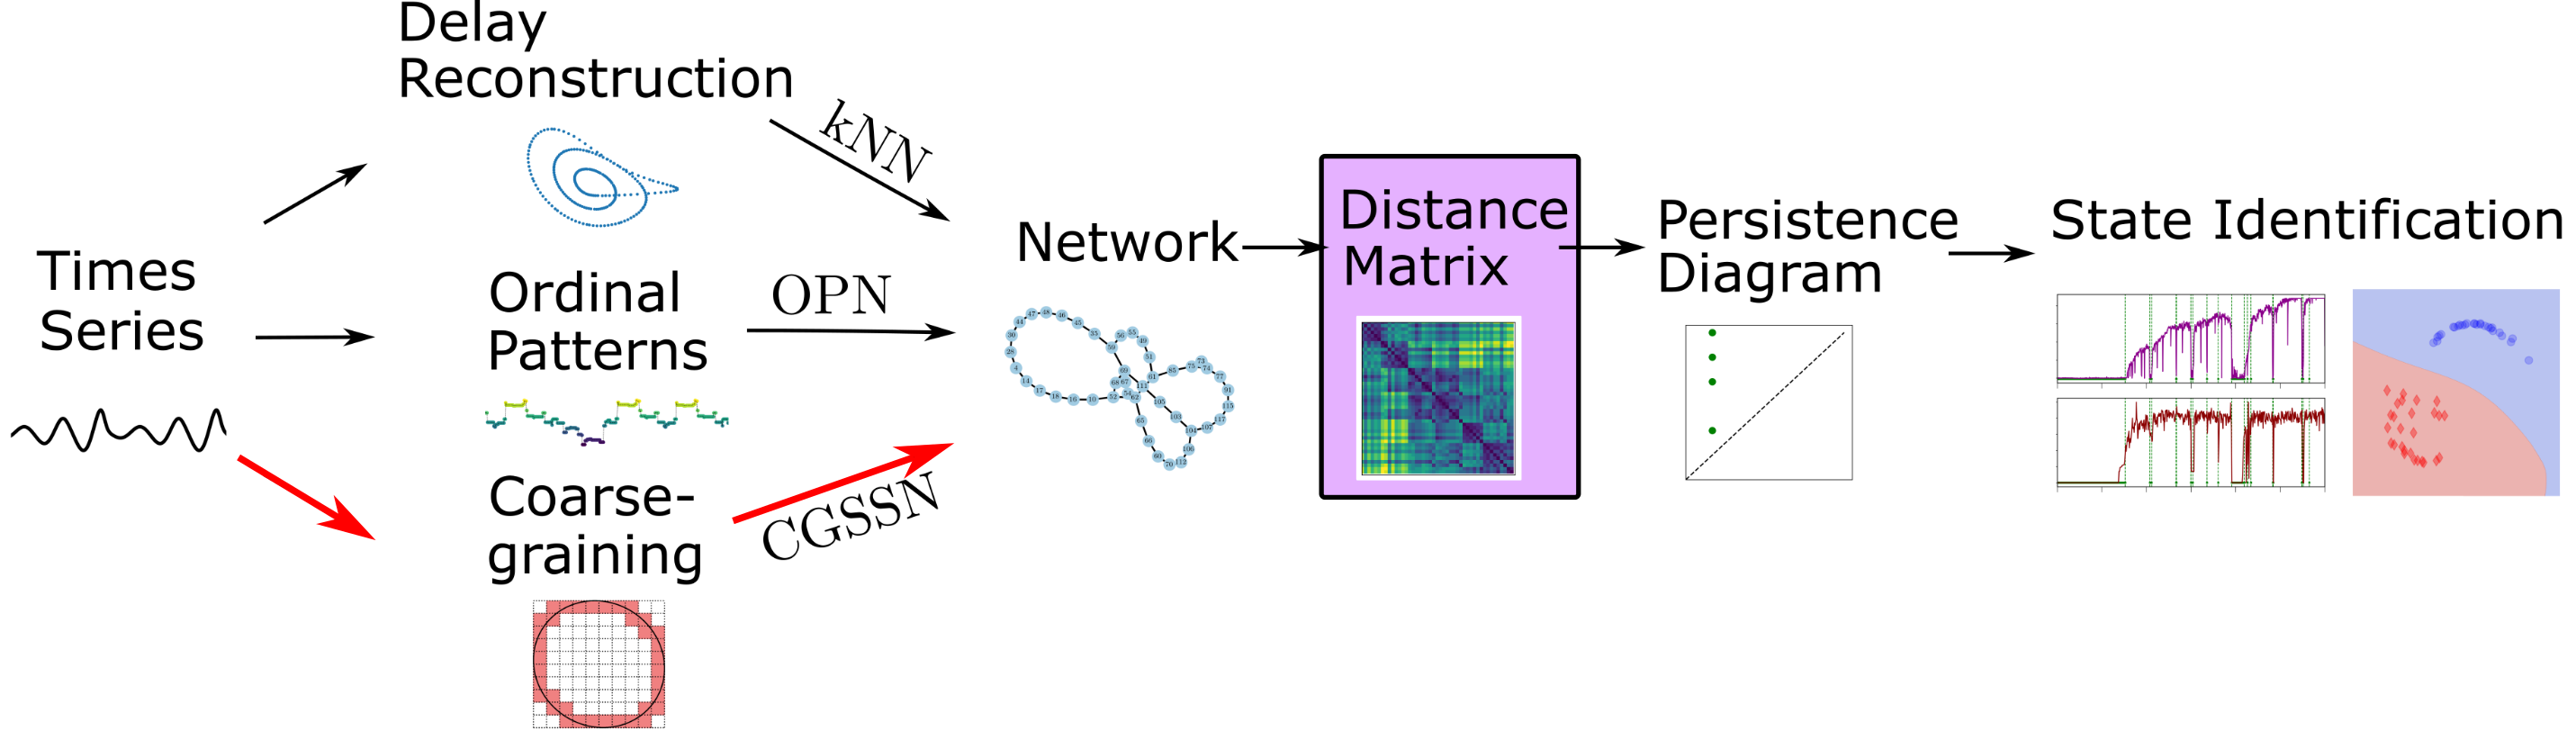 Delay
Reconstruction
kNN
Times
Series
Ordinal
Patterns
OPN
Coarse-
graining
CGSSN
Network
Distance
Matrix
Persistence
Diagram
State Identification